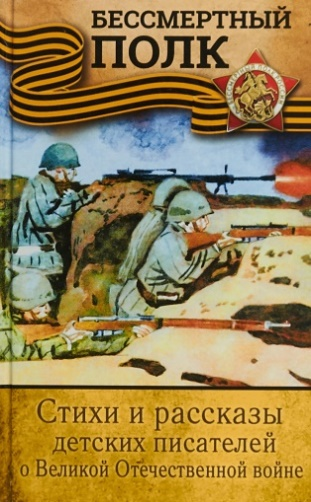 БЕССМЕРТНЫЙ
ПОЛК
Стихи и рассказы
детских писателей
о Великой Отечественной войне